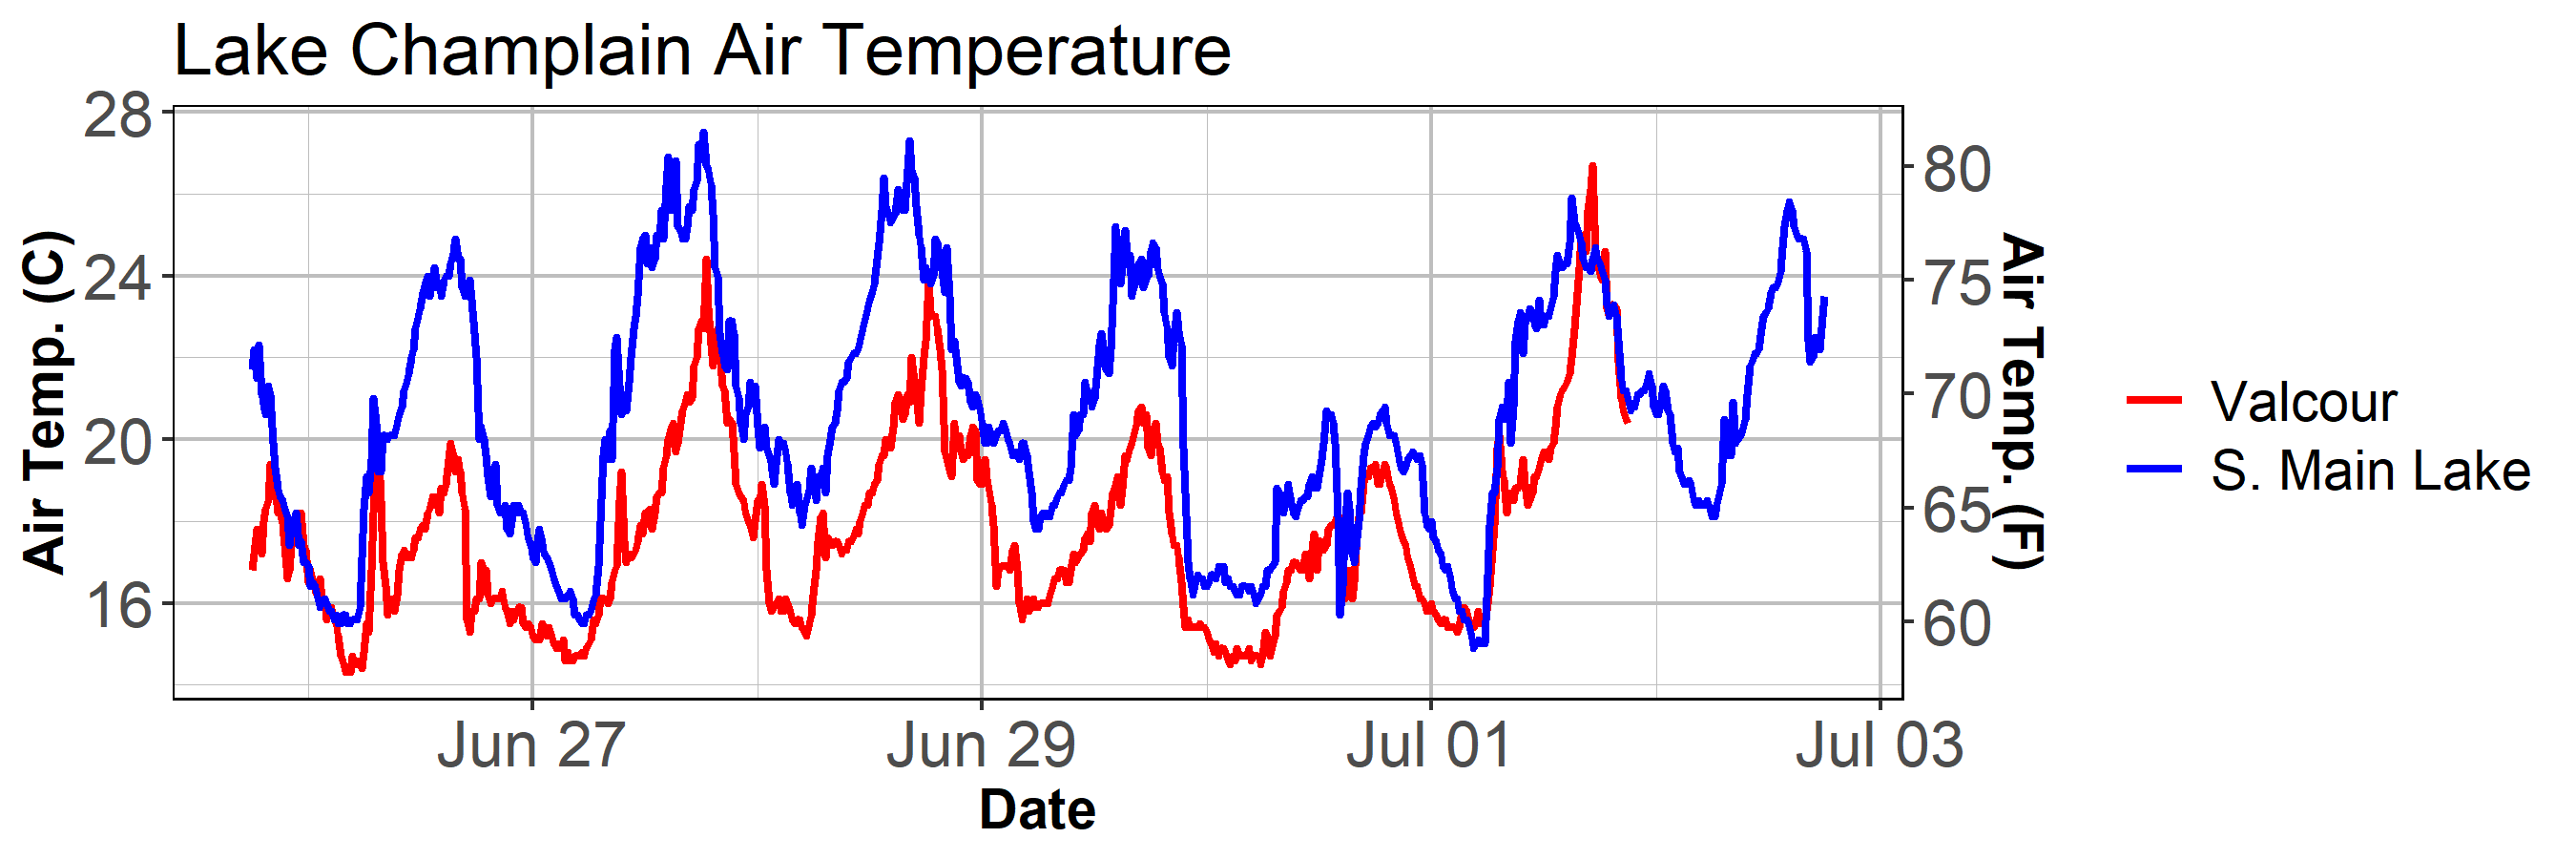 Lake Champlain Air Temperature
28
24
20
16
Air Temp. (C)
80
75
70
65
60
Air Temp. (F)
Jun 27
Jun 29
Jul 01
Jul 03
Date
Valcour
S. Main Lake